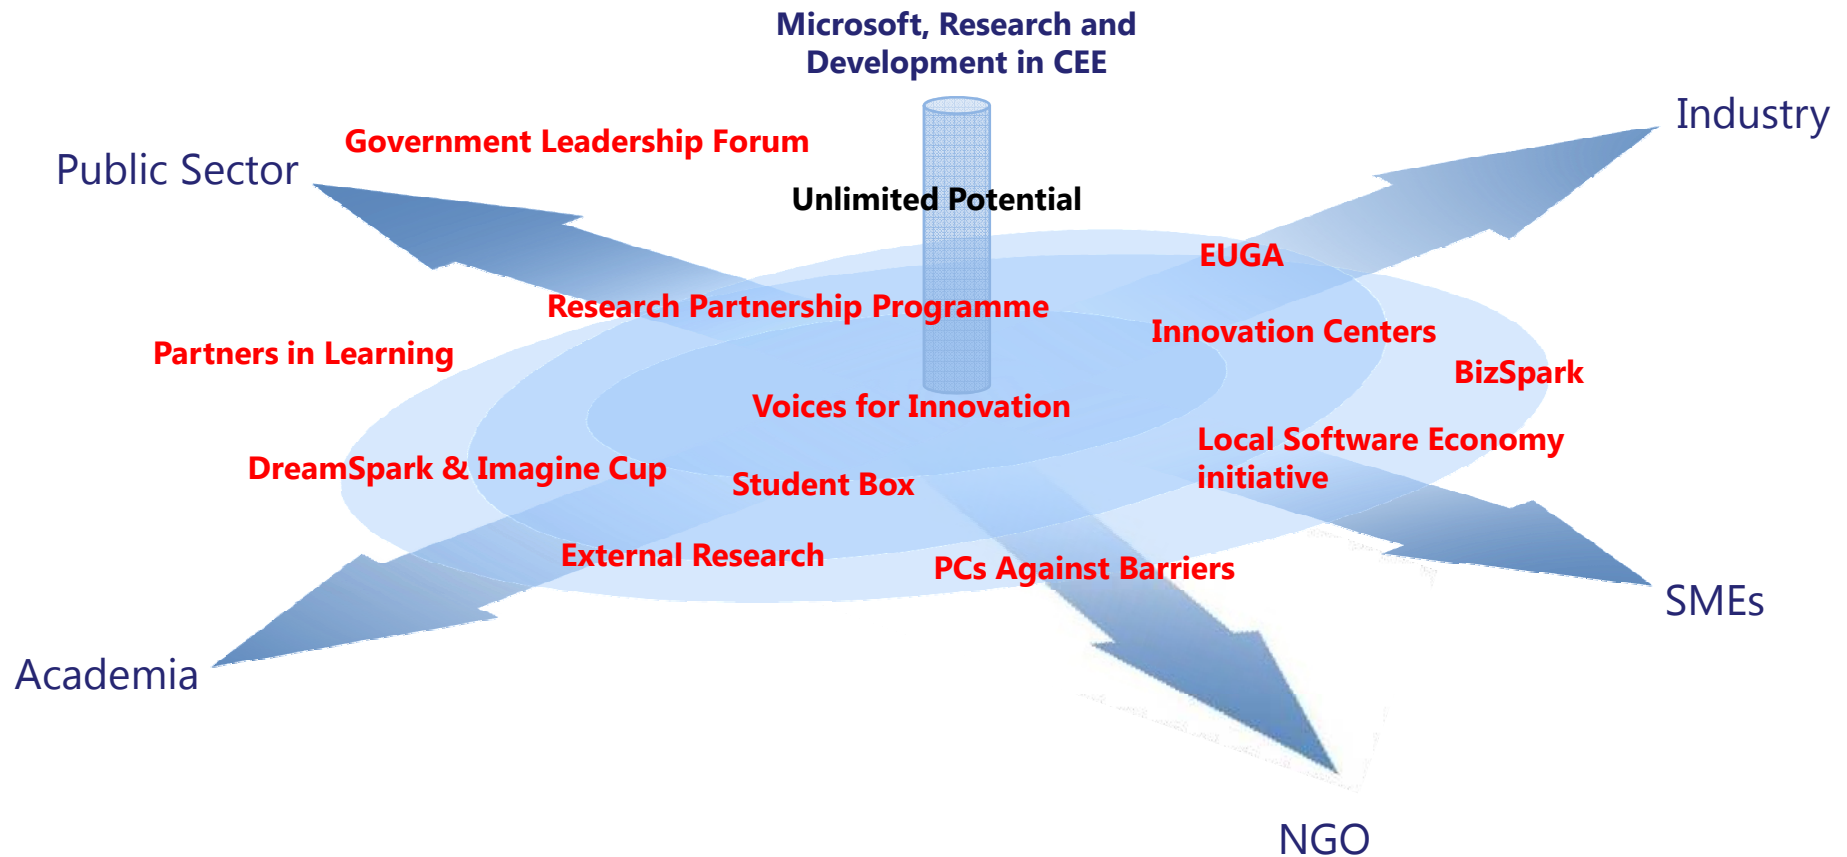 Microsoft, Research and
Development in CEE
Industry
Government Leadership Forum
Public Sector
Unlimited Potential
EUGA
Research Partnership Programme
Innovation Centers
Partners in Learning
BizSpark
Voices for Innovation
Local Software Economy
initiative
DreamSpark & Imagine Cup
Student Box
External Research
PCs Against Barriers
SMEs
Academia
NGO